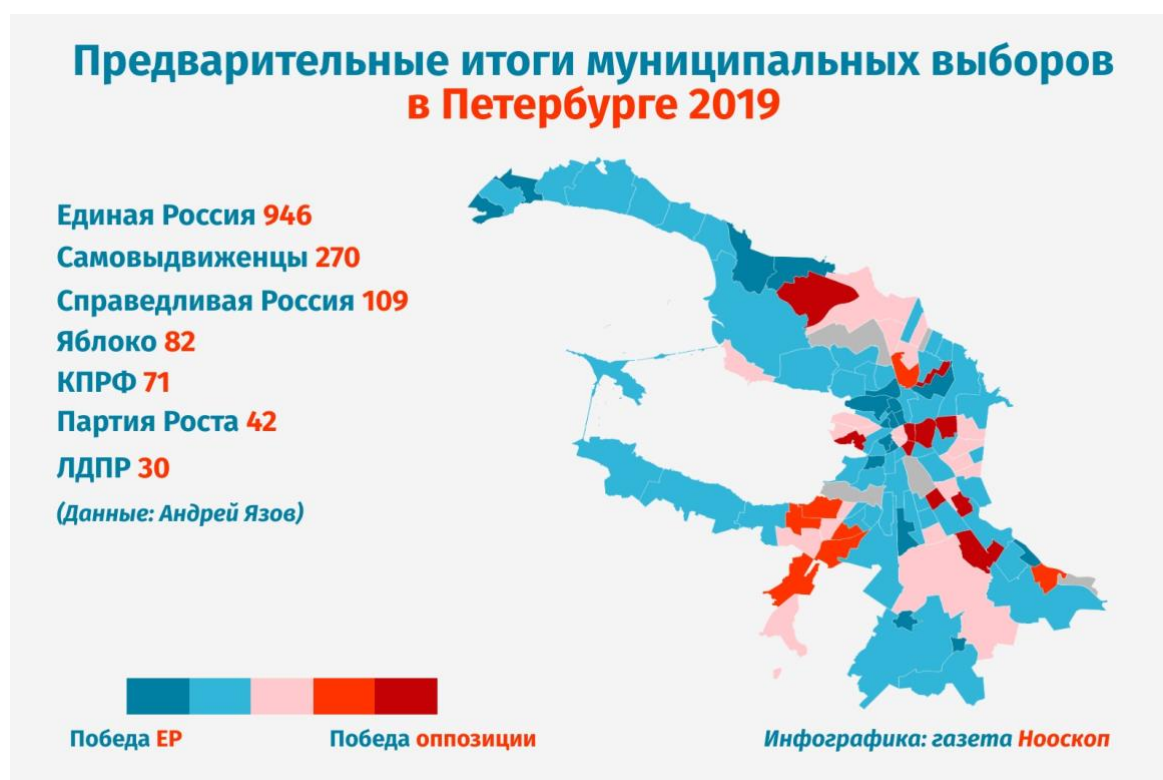 Предварительные итоги муниципальных выборов
в Петербурге 2019
Единая Россия 946
Самовыдвиженцы 270
Справедливая Россия 109
Яблоко 82
КПРФ 71
Партия Роста 42
ЛДПР 30
(Данные: Андрей Язов)
Победа ЕР
Победа оппозиции
Инфографика: газета Нооскоп